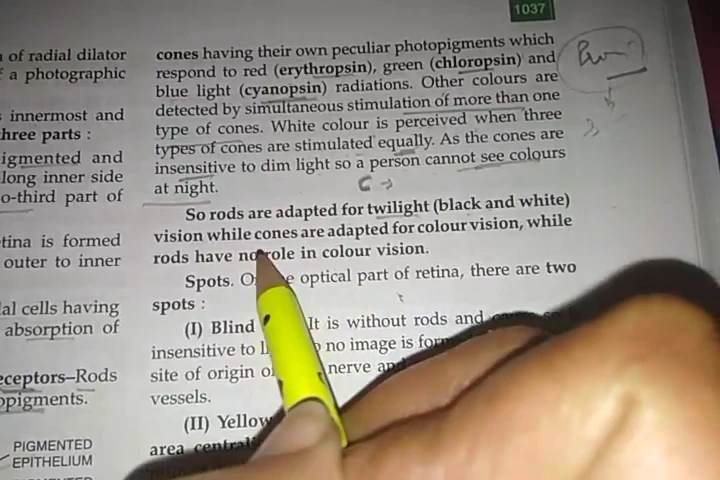 1037
of radial dilator
a photographic
innermost and
three parts :
igmented and
long inner side
o-third part of
tina is formed
outer to inner
al cells having
absorption of
eceptors–Rods
opigments.
PIGMENTED
EPITHELIUM
cones having their own peculiar photopigments which
respond to red (erythropsin), green (chloropsin) and
blue light (cyanopsin) radiations. Other colours are
detected by simultaneous stimulation of more than one
type of cones. White colour is perceived when three
types of cones are stimulated equally. As the cones are
insensitive to dim light so a person cannot see colours
at night.
So rods are adapted for twilight (black and white)
vision while cones are adapted for colour vision, while
rods have no role in colour vision.
Spots. optical part of retina, there are two
spots :
(I) Blind It is without rods and
insensitive to no image is
site of origin nerve and
vessels.
(II) Yellow
area